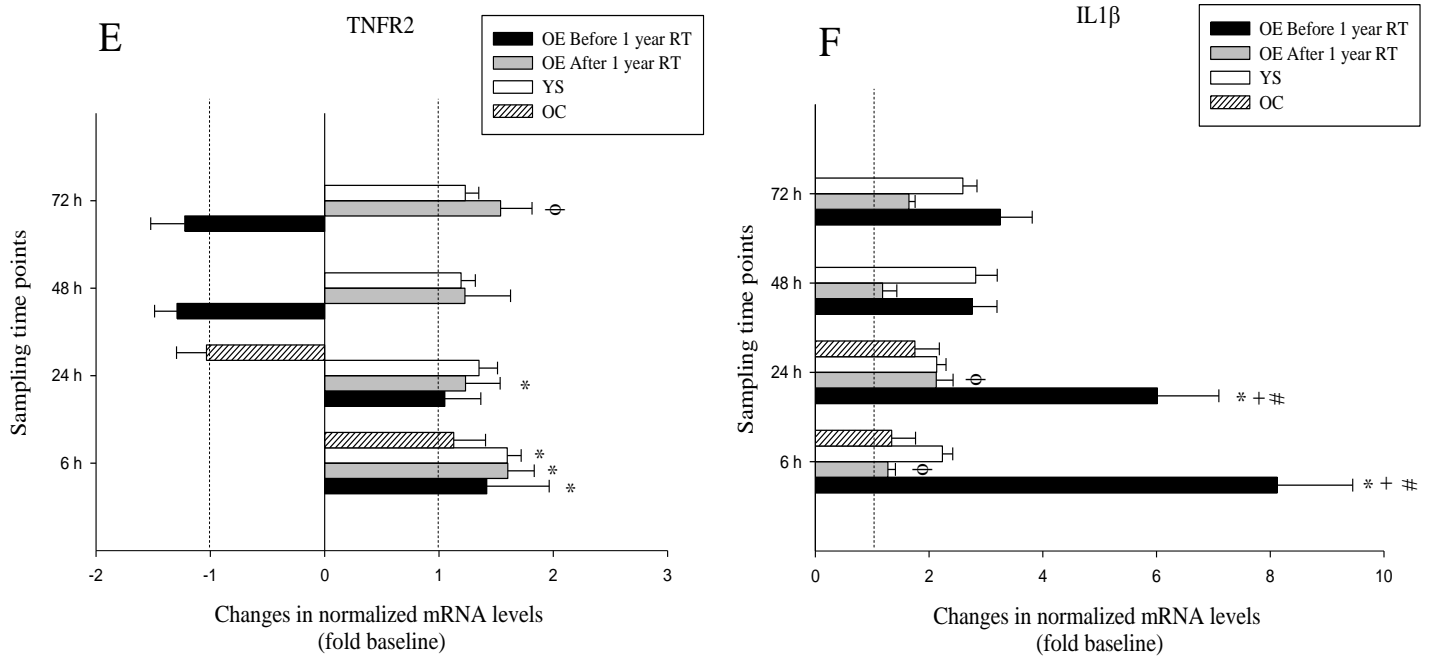 E
TNFR2
OE Before 1 year RT
OE After 1 year RT
YS
OC
Sampling time points
72 h
48 h
24 h
6 h
ϕ
*
*
*
*
-2 -1 0 1 2 3
Changes in normalized mRNA levels
(fold baseline)
F
IL1β
OE Before 1 year RT
OE After 1 year RT
YS
OC
Sampling time points
72 h
48 h
24 h
6 h
ϕ
* + #
ϕ
* + #
0 2 4 6 8 10
Changes in normalized mRNA levels
(fold baseline)